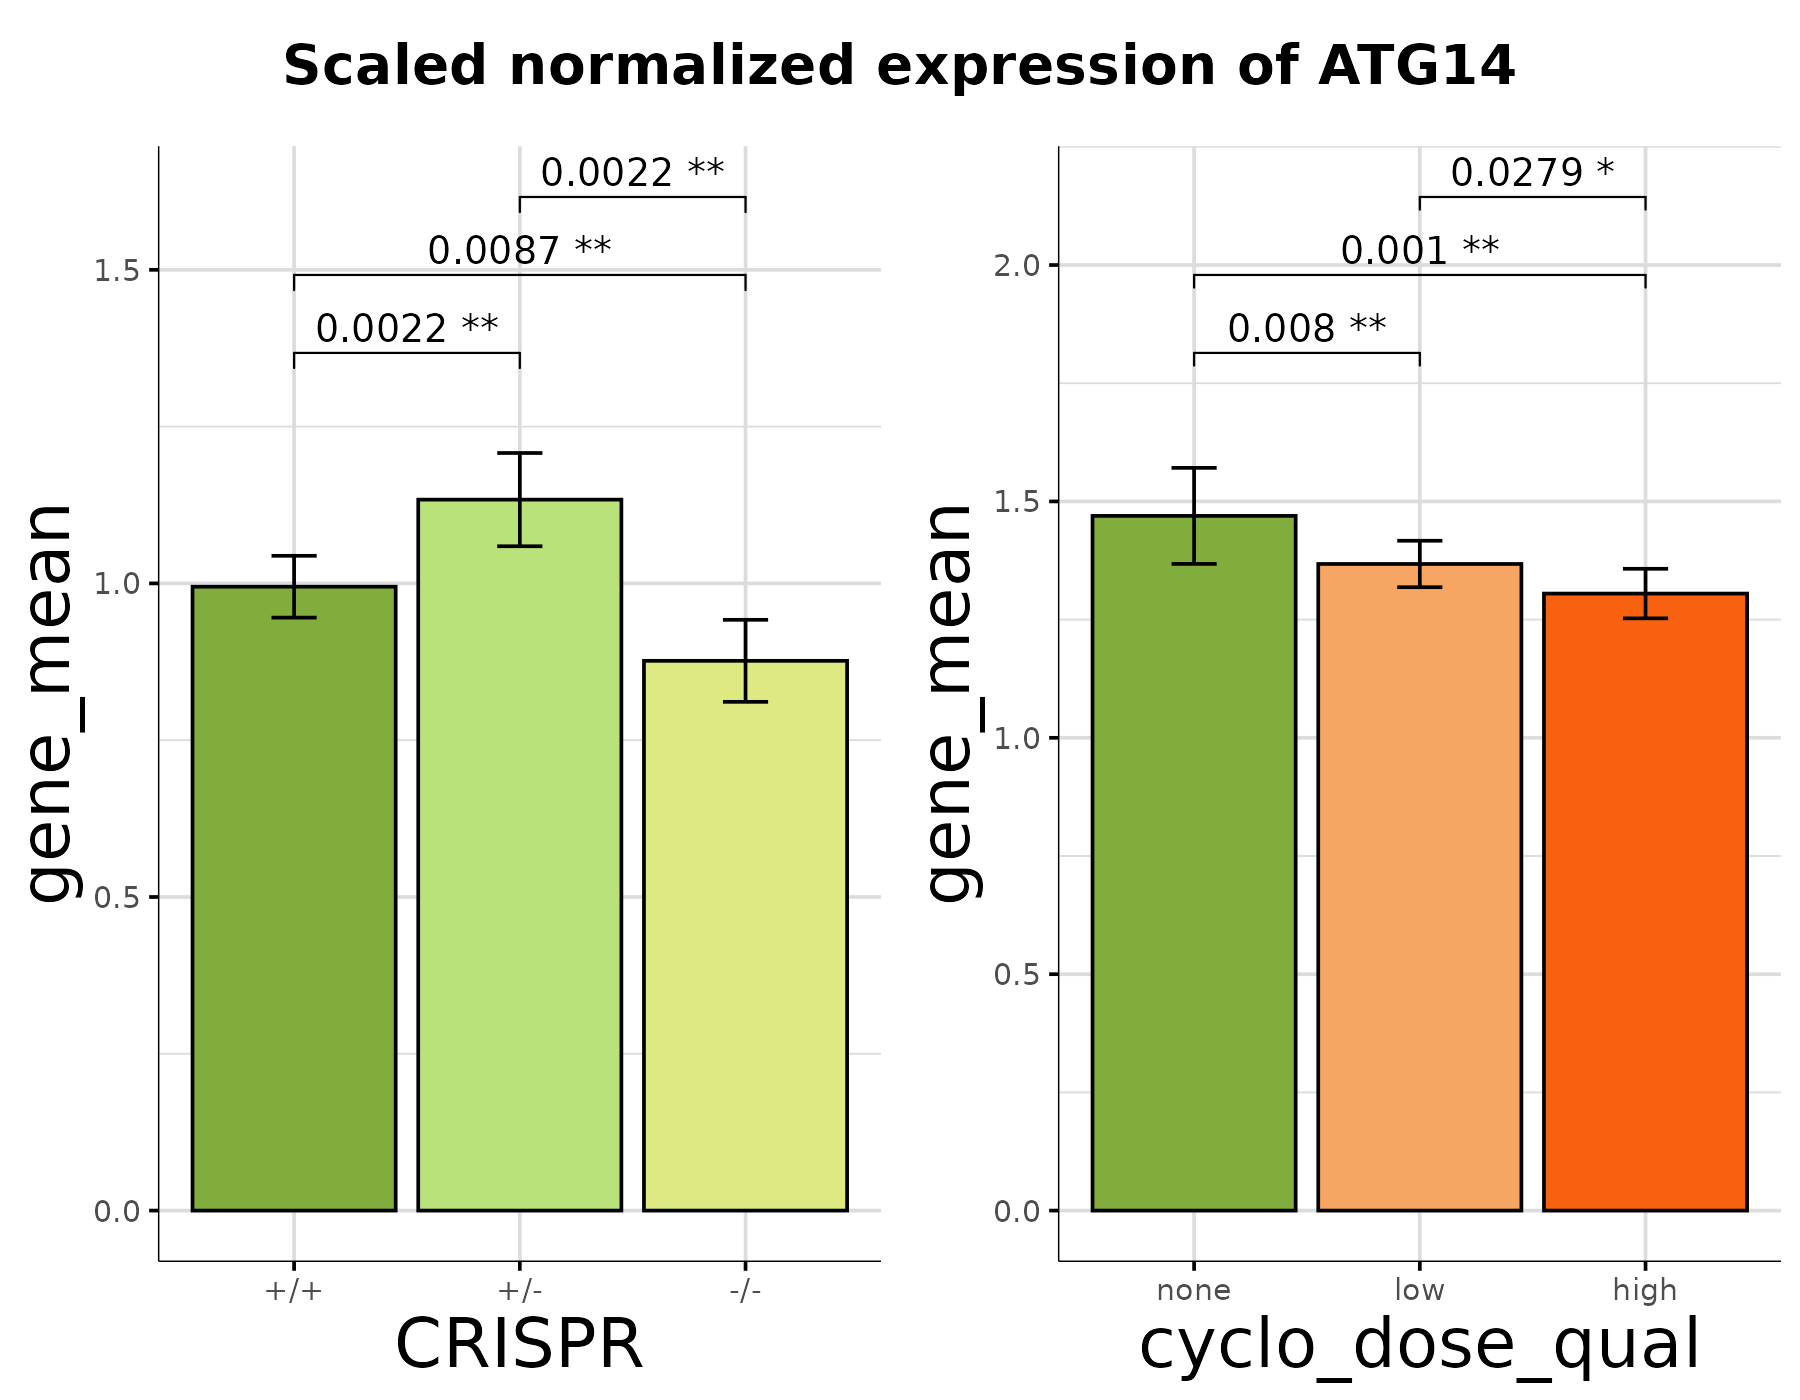 Scaled normalized expression of ATG14
gene_mean
1.5
1.0
0.5
0.0
0.0022 **
0.0087 **
0.0022 **
+/+
+/-
-/-
CRISPR
gene_mean
2.0
1.5
1.0
0.5
0.0
0.0279 *
0.001 **
0.008 **
none
low
high
cyclo_dose_qual